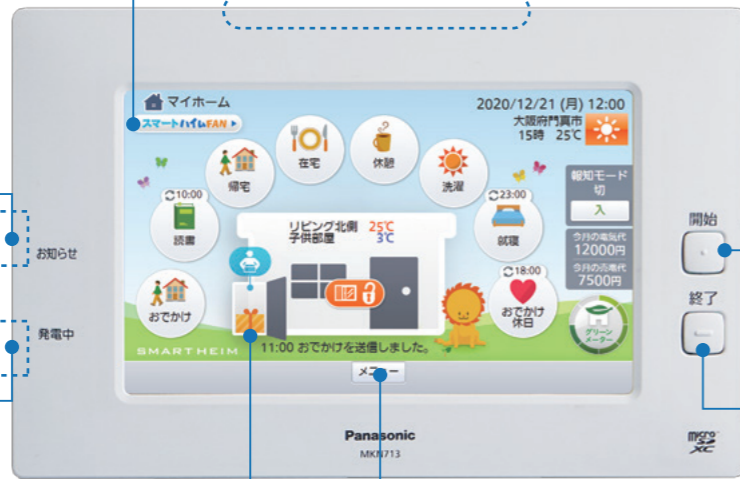 マイホーム
2020/12/21 (月) 12:00
スマートハイムFAN
大阪府門真市
15時 25℃
在宅
休憩
帰宅
洗濯
報知モード
切
入
10:00
23:00
読書
リビング北側 25℃
子供部屋 3℃
就寝
今月の電気代
12000円
今月の売電代
7500円
お知らせ
開始
18:00
おでかけ
おでかけ
休日
グリーン
メーター
発電中
終了
SMARTHEIM
11:00 おでかけを送信しました。
メニュー
Panasonic
MKN713
micro
SD
XC